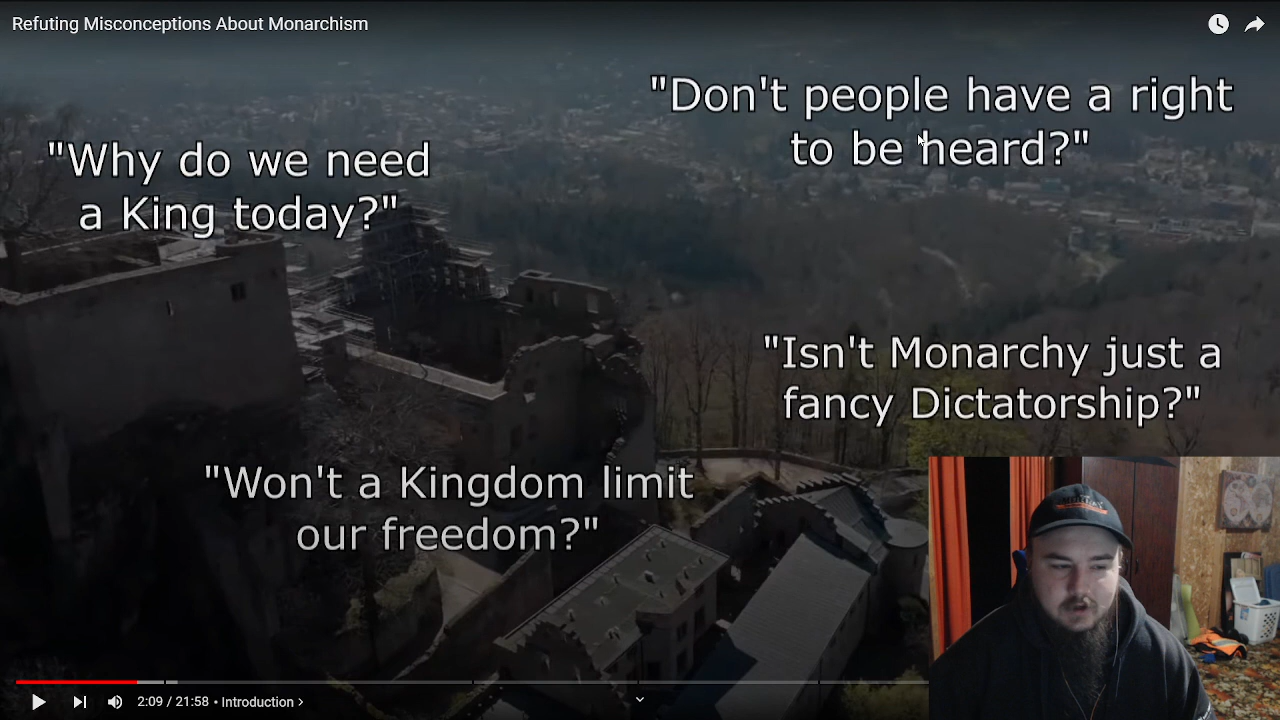 Refuting Misconceptions About Monarchism
"Don't people have a right
to be heard?"
"Why do we need
a King today?"
"Isn't Monarchy just a
fancy Dictatorship?"
"Won't a Kingdom limit
our freedom?"
2:09 / 21:58 • Introduction >